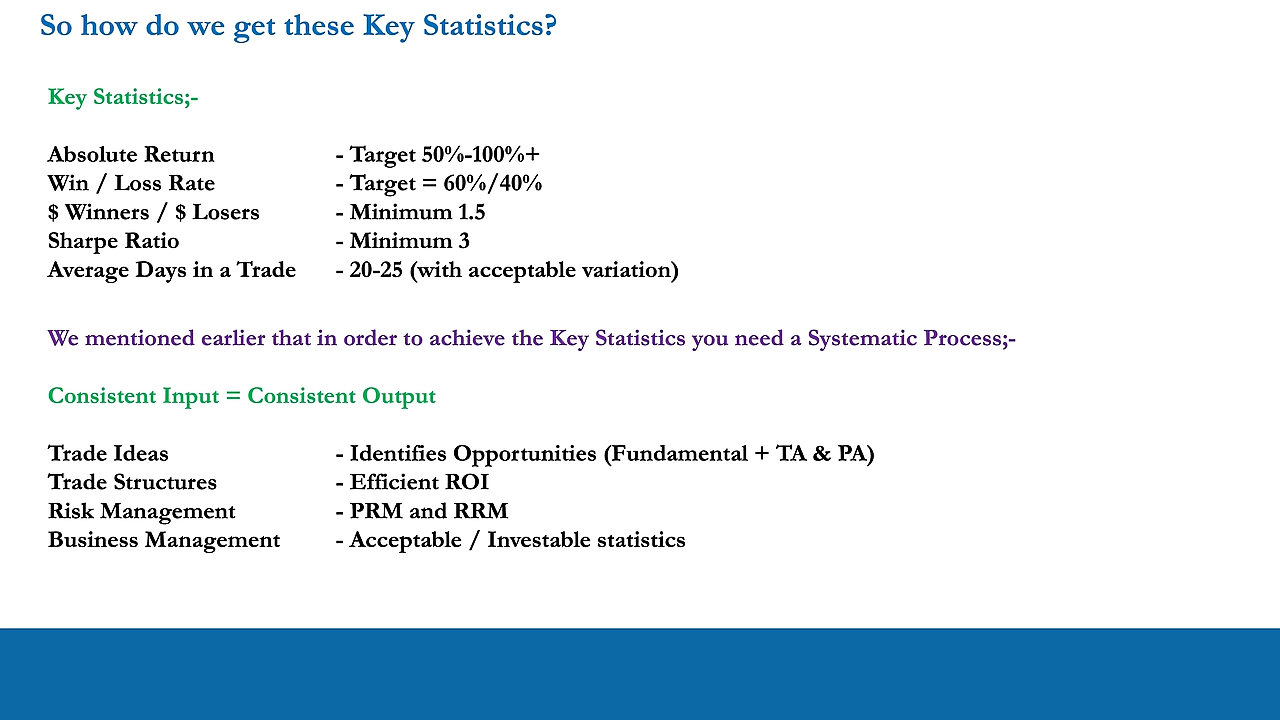 So how do we get these Key Statistics?
Key Statistics;-
Absolute Return - Target 50%-100%+
Win / Loss Rate - Target = 60%/40%
$ Winners / $ Losers - Minimum 1.5
Sharpe Ratio - Minimum 3
Average Days in a Trade - 20-25 (with acceptable variation)
We mentioned earlier that in order to achieve the Key Statistics you need a Systematic Process;-
Consistent Input = Consistent Output
Trade Ideas - Identifies Opportunities (Fundamental + TA & PA)
Trade Structures - Efficient ROI
Risk Management - PRM and RRM
Business Management - Acceptable / Investable statistics